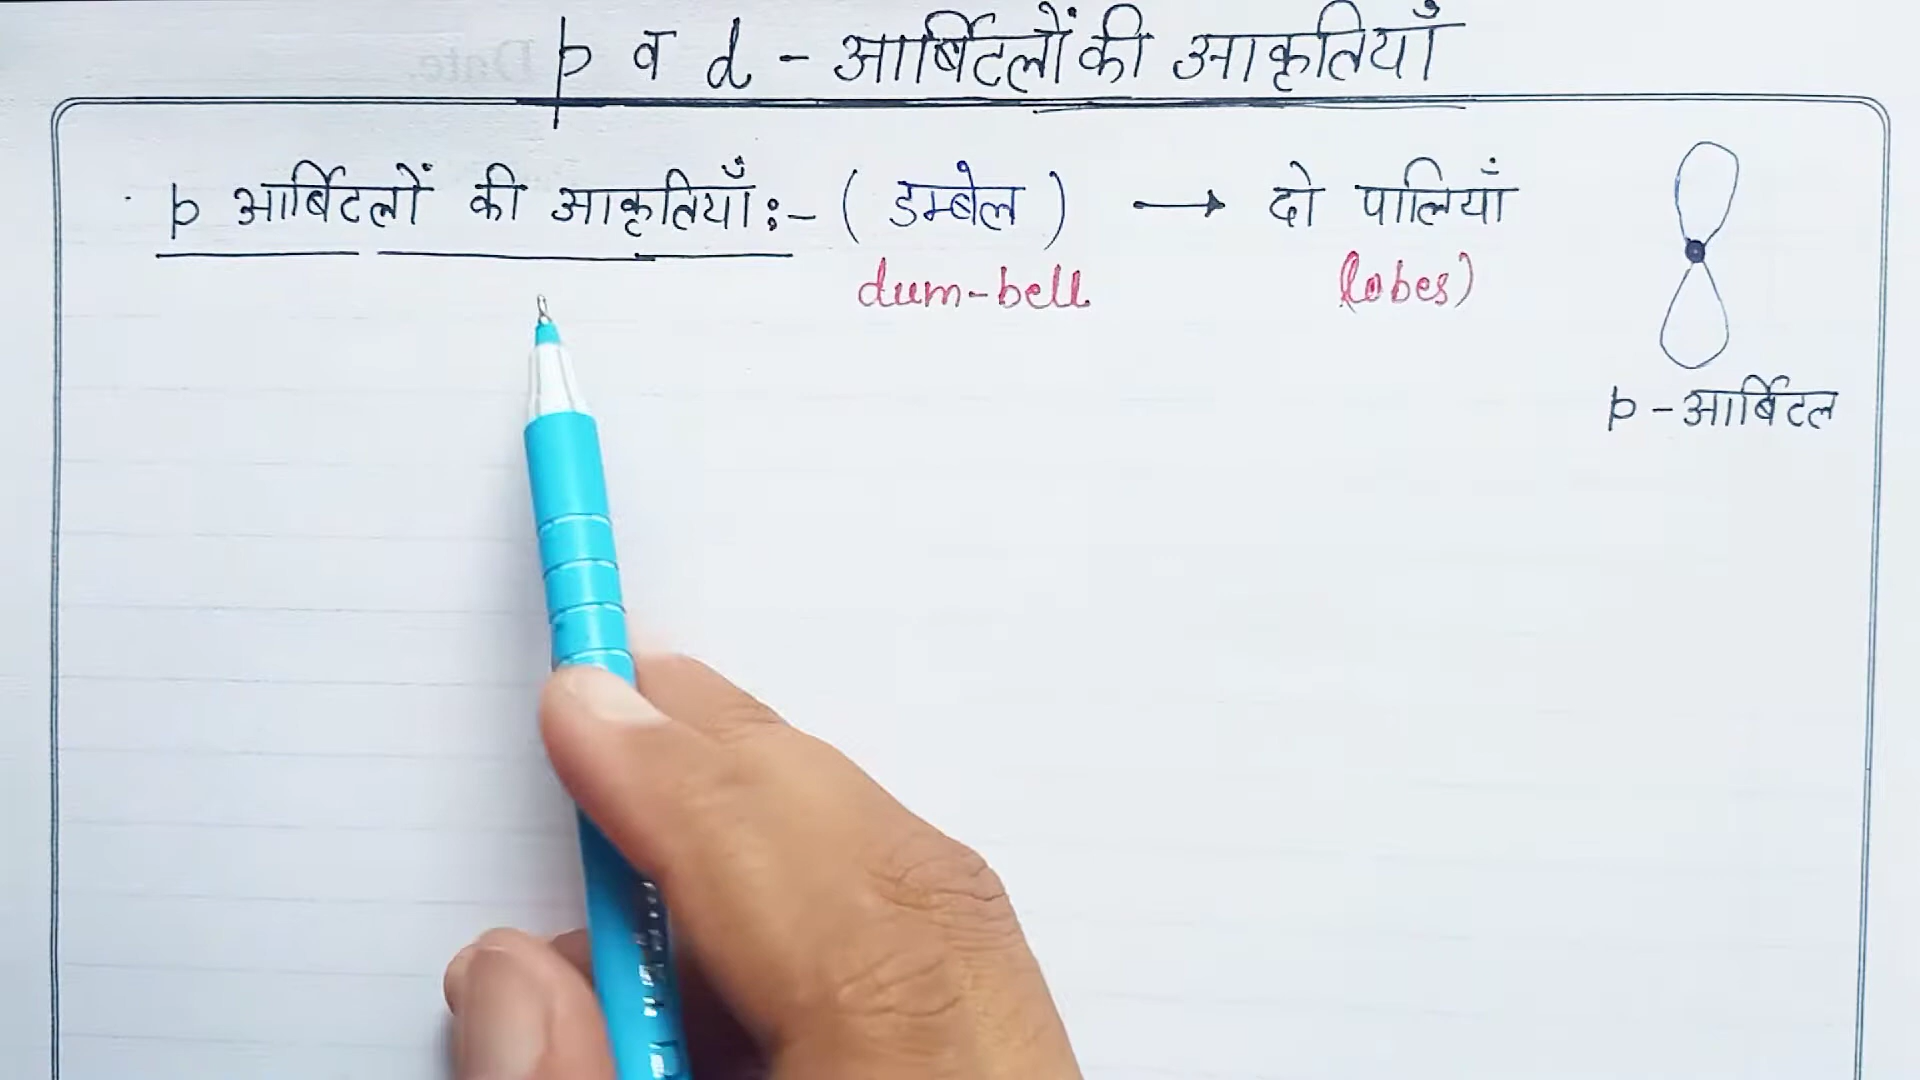 p व d - आर्बिटलों की आकृतियाँ
p आर्बिटलों की आकृतियाँ :- ( डम्बेल ) → दो पालियाँ
dum-bell (lobes)
p - आर्बिटल